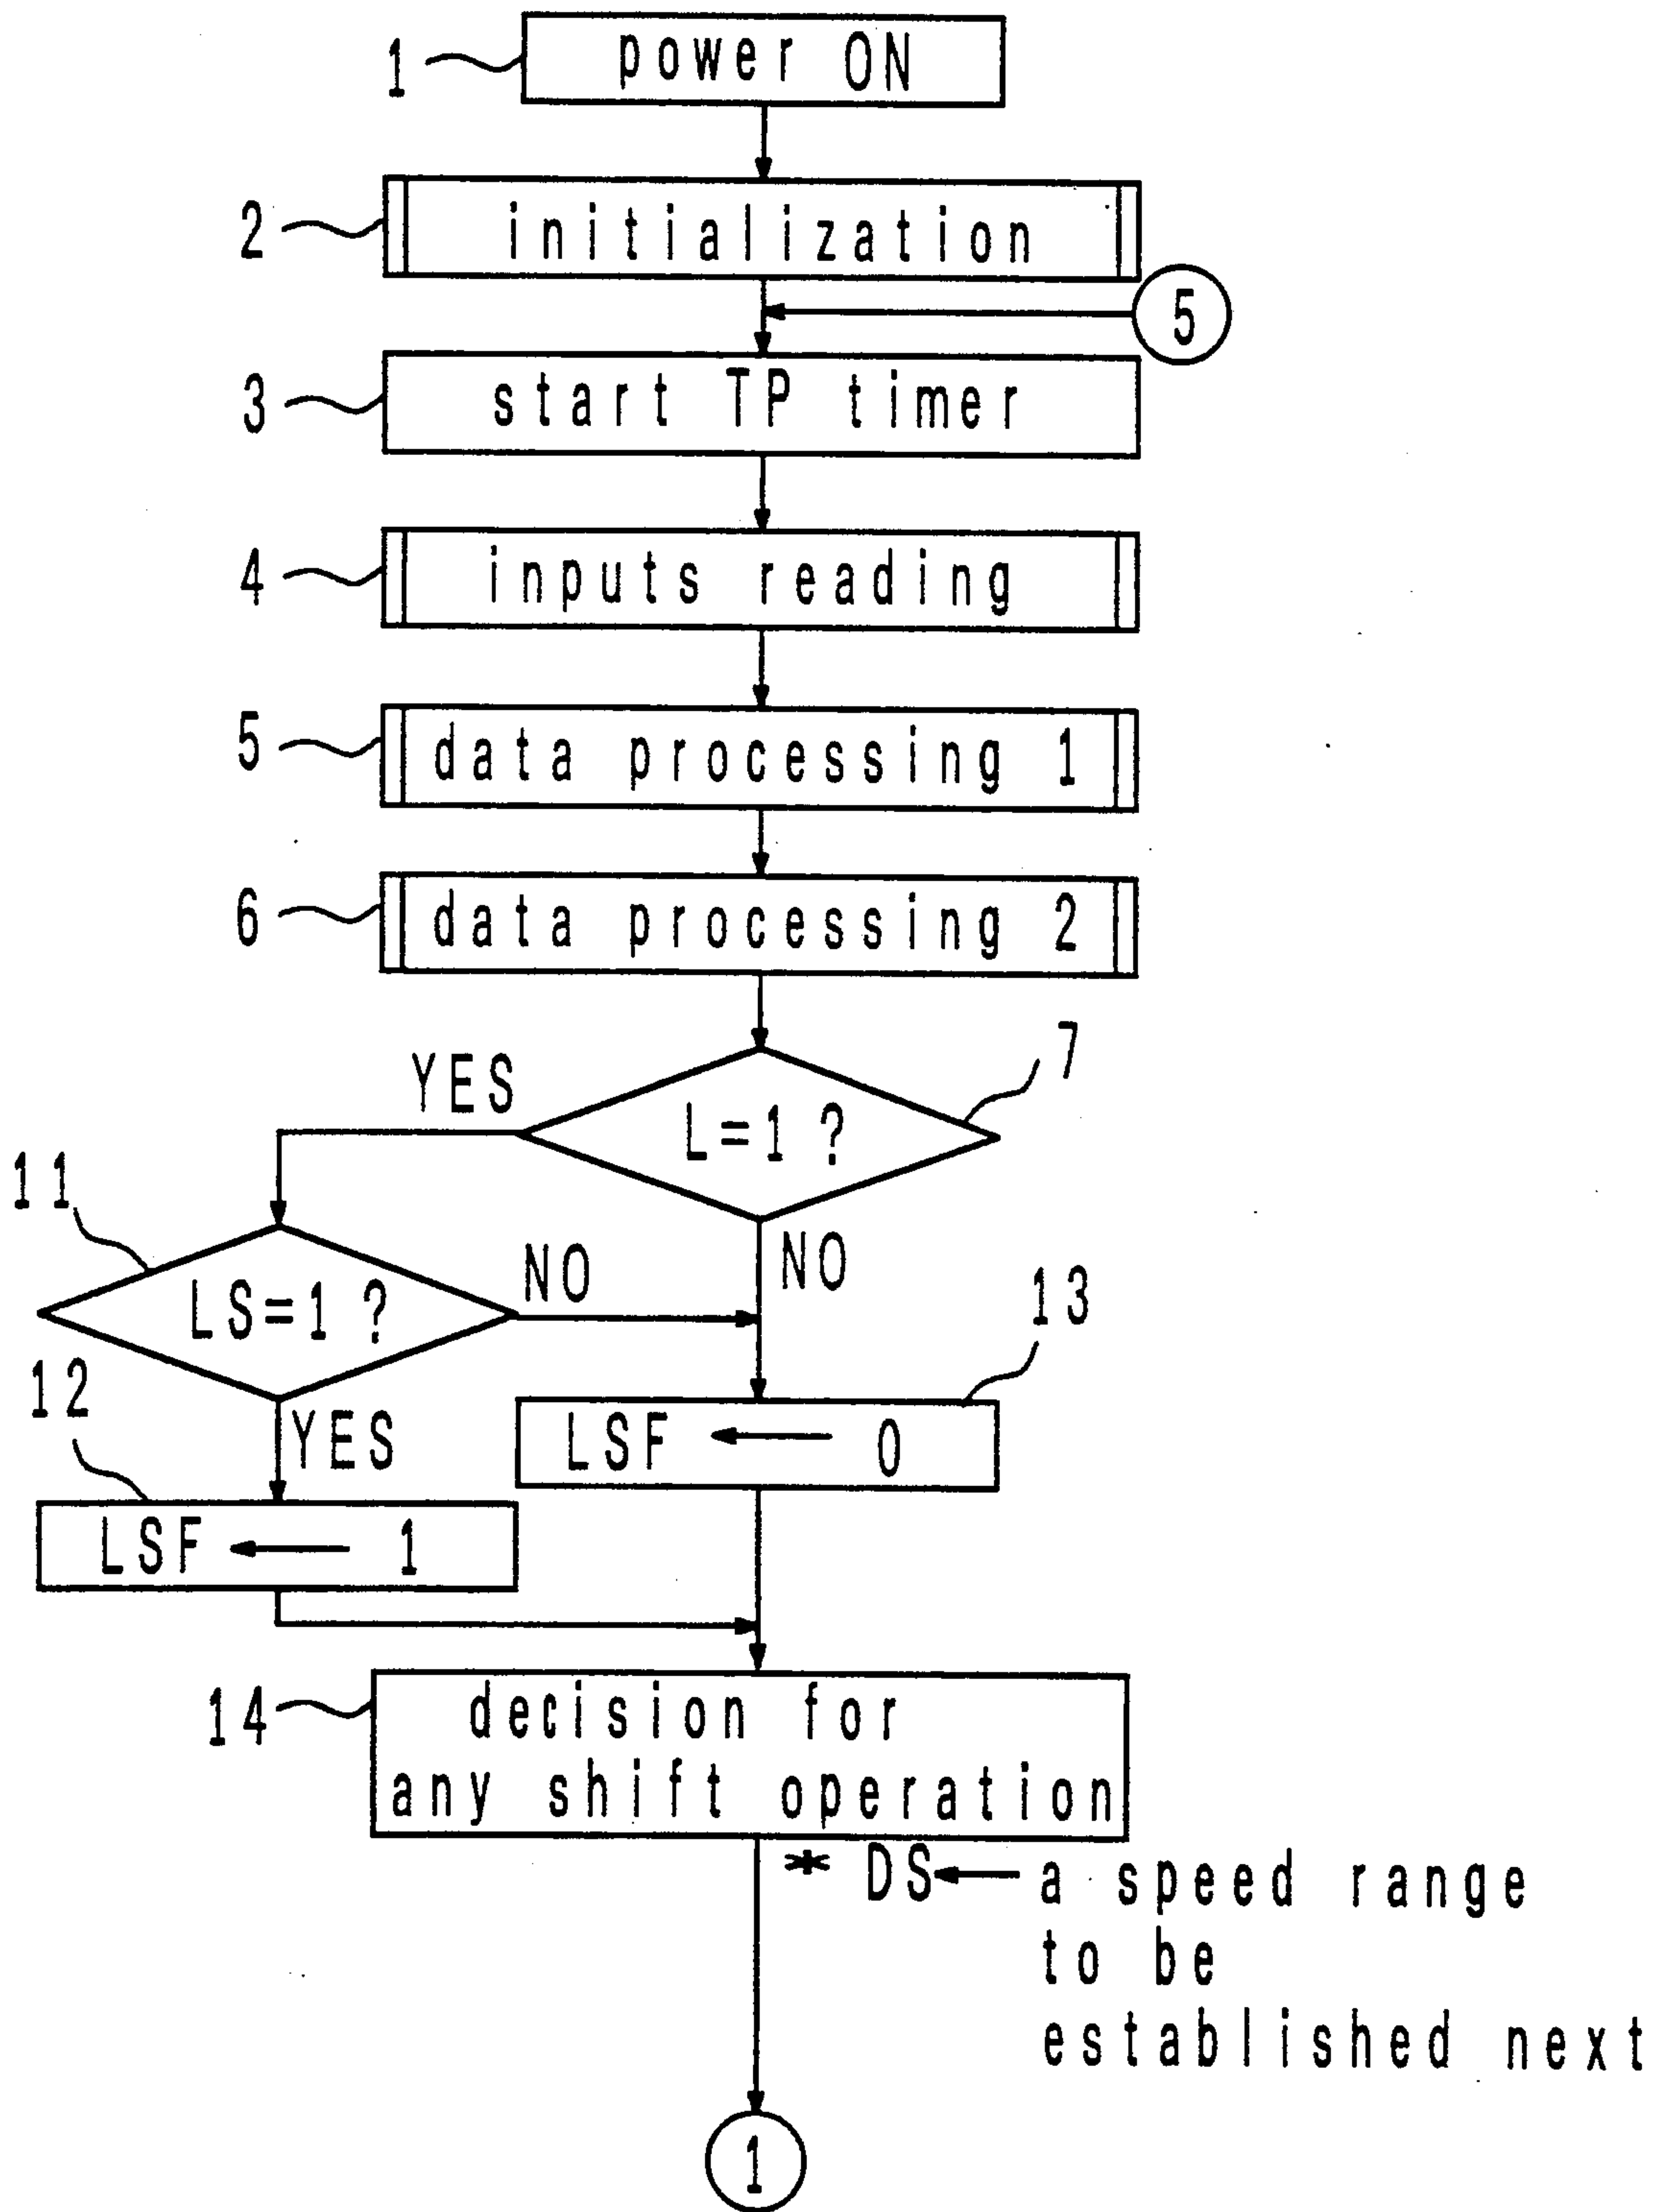 1 power ON
2 initialization
5
3 start TP timer
4 inputs reading
5 data processing 1
6 data processing 2
7
YES L=1 ?
11 NO
LS=1 ? NO
13
12 YES
LSF ← 0
LSF ← 1
14 decision for
any shift operation
* DS ← a speed range
to be
established next
1